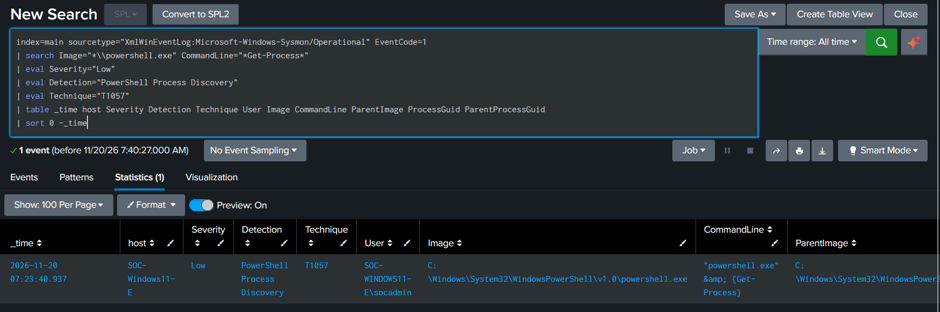 New Search
SPL
Convert to SPL2
Save As
Create Table View
Close
index=main sourcetype="XmlWinEventLog:Microsoft-Windows-Sysmon/Operational" EventCode=1
| search Image="*\\powershell.exe" CommandLine="*Get-Process*"
| eval Severity="Low"
| eval Detection="PowerShell Process Discovery"
| eval Technique="T1057"
| table _time host Severity Detection Technique User Image CommandLine ParentImage ProcessGuid ParentProcessGuid
| sort 0 -_time
Time range: All time
1 event (before 11/20/26 7:40:27.000 AM)
No Event Sampling
Job
Smart Mode
Events
Patterns
Statistics (1)
Visualization
Show: 100 Per Page
Format
Preview: On
_time
host
Severity
Detection
Technique
User
Image
CommandLine
ParentImage
2026-11-20
07:23:40.937
SOC-
Windows11-
E
Low
PowerShell
Process
Discovery
T1057
SOC-
WINDOWS11-
E\socadmin
C:
\Windows\System32\WindowsPowerShell\v1.0\powershell.exe
"powershell.exe"
&amp; {Get-
Process}
C:
\Windows\System32\WindowsP